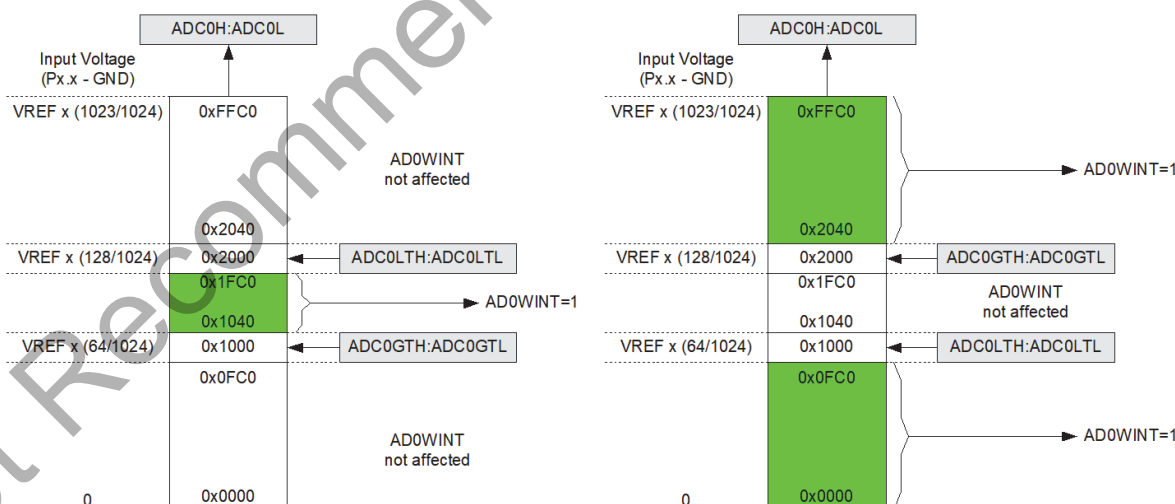 ADC0H:ADC0L
Input Voltage
(Px.x - GND)
VREF x (1023/1024)
0xFFC0
AD0WINT
not affected
0x2040
VREF x (128/1024)
0x2000
ADC0LTH:ADC0LTL
0x1FC0
AD0WINT=1
0x1040
VREF x (64/1024)
0x1000
ADC0GTH:ADC0GTL
0x0FC0
AD0WINT
not affected
0
0x0000
ADC0H:ADC0L
Input Voltage
(Px.x - GND)
VREF x (1023/1024)
0xFFC0
AD0WINT=1
0x2040
VREF x (128/1024)
0x2000
ADC0GTH:ADC0GTL
0x1FC0
AD0WINT
not affected
0x1040
VREF x (64/1024)
0x1000
ADC0LTH:ADC0LTL
0x0FC0
AD0WINT=1
0
0x0000